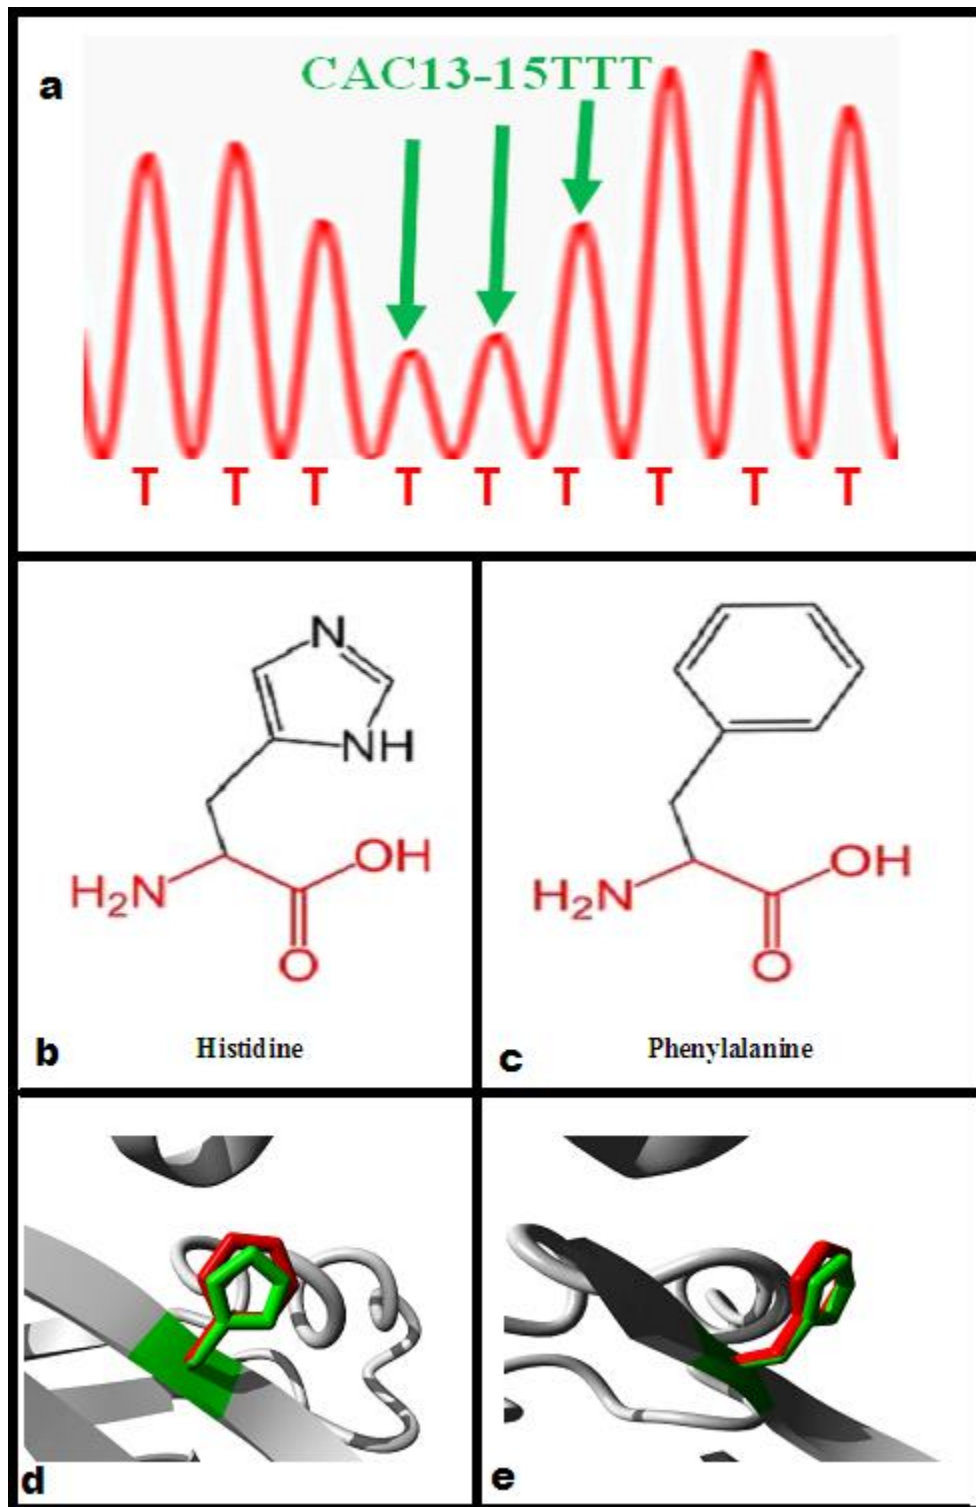 a
CAC13-15TTT
T T T T T T T T T
N
NH
OH
H₂N
O
b Histidine
OH
H₂N
O
c Phenylalanine
d
e